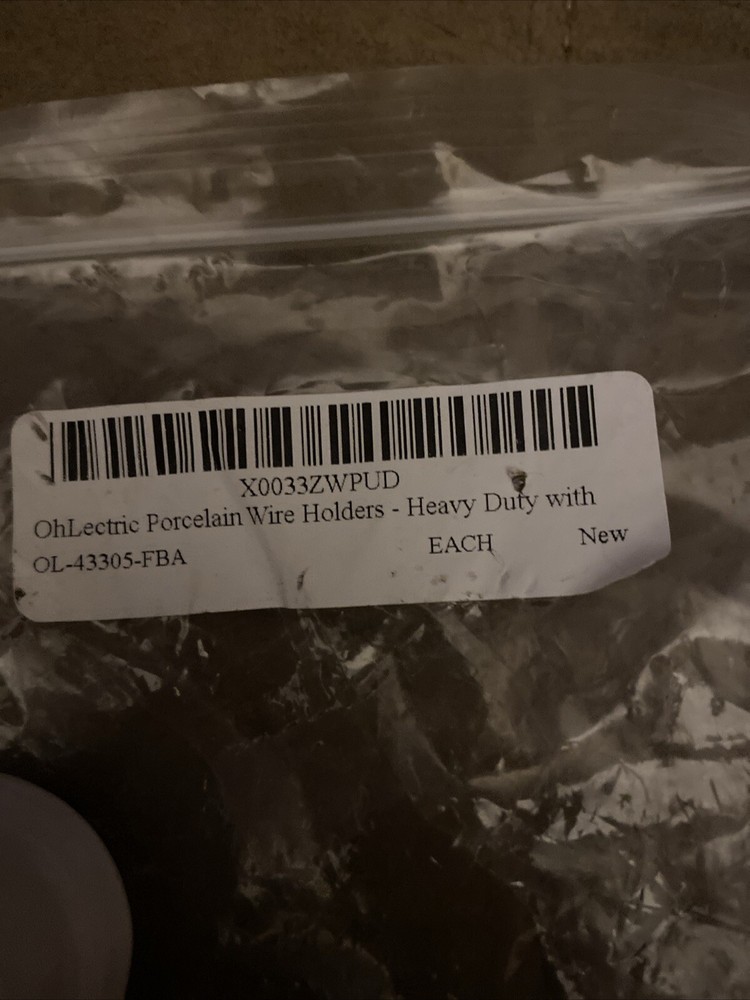 X0033ZWPUD
OhLectric Porcelain Wire Holders - Heavy Duty with
OL-43305-FBA EACH New